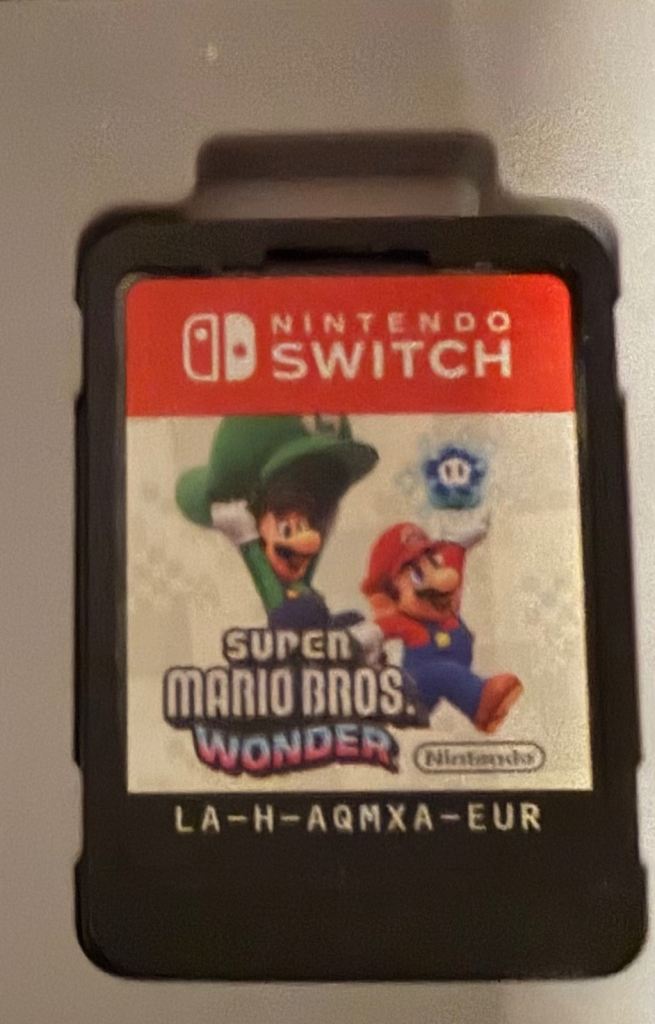 NINTENDO
SWITCH
L
SUPER
MARIO BROS.
WONDER
Nintendo
LA-H-AQMXA-EUR